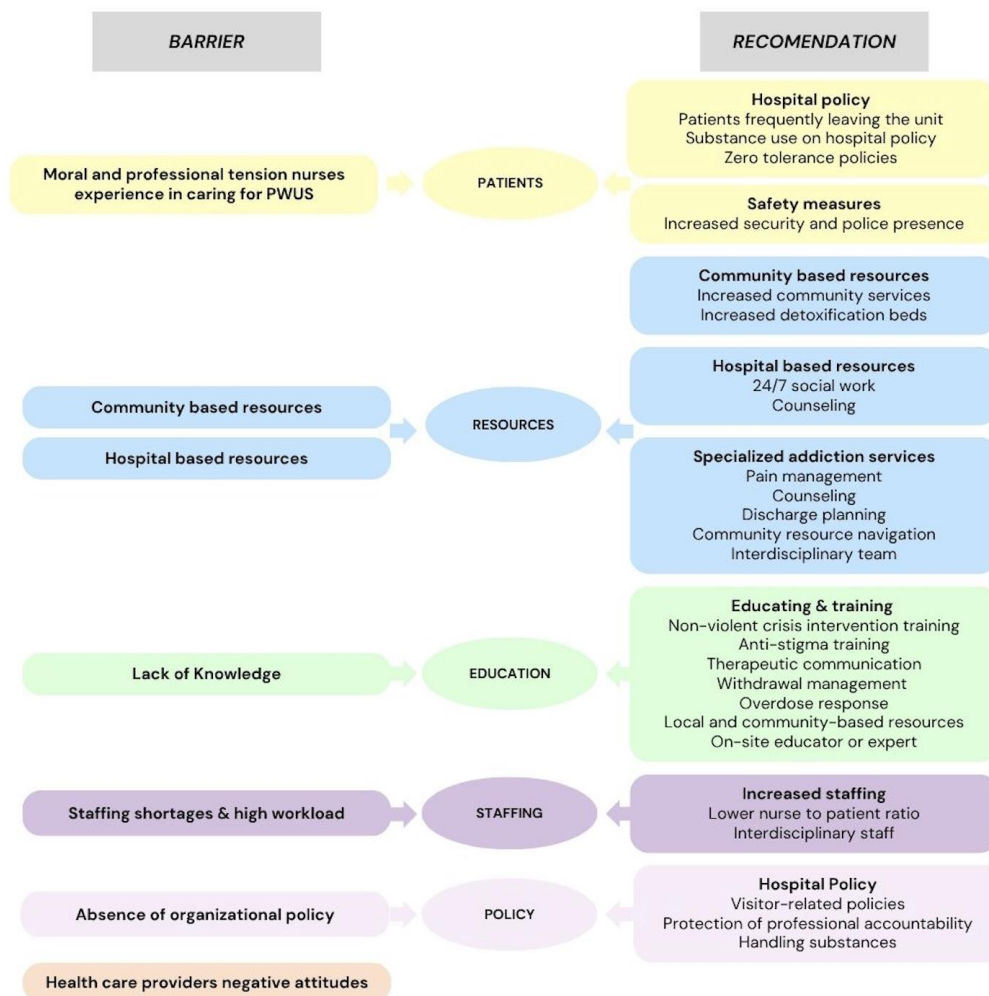 BARRIER
RECOMENDATION
Moral and professional tension nurses
experience in caring for PWUS
PATIENTS
Hospital policy
Patients frequently leaving the unit
Substance use on hospital policy
Zero tolerance policies
Safety measures
Increased security and police presence
Community based resources
Hospital based resources
RESOURCES
Community based resources
Increased community services
Increased detoxification beds
Hospital based resources
24/7 social work
Counseling
Specialized addiction services
Pain management
Counseling
Discharge planning
Community resource navigation
Interdisciplinary team
Lack of Knowledge
EDUCATION
Educating & training
Non-violent crisis intervention training
Anti-stigma training
Therapeutic communication
Withdrawal management
Overdose response
Local and community-based resources
On-site educator or expert
Staffing shortages & high workload
STAFFING
Increased staffing
Lower nurse to patient ratio
Interdisciplinary staff
Absence of organizational policy
POLICY
Hospital Policy
Visitor-related policies
Protection of professional accountability
Handling substances
Health care providers negative attitudes